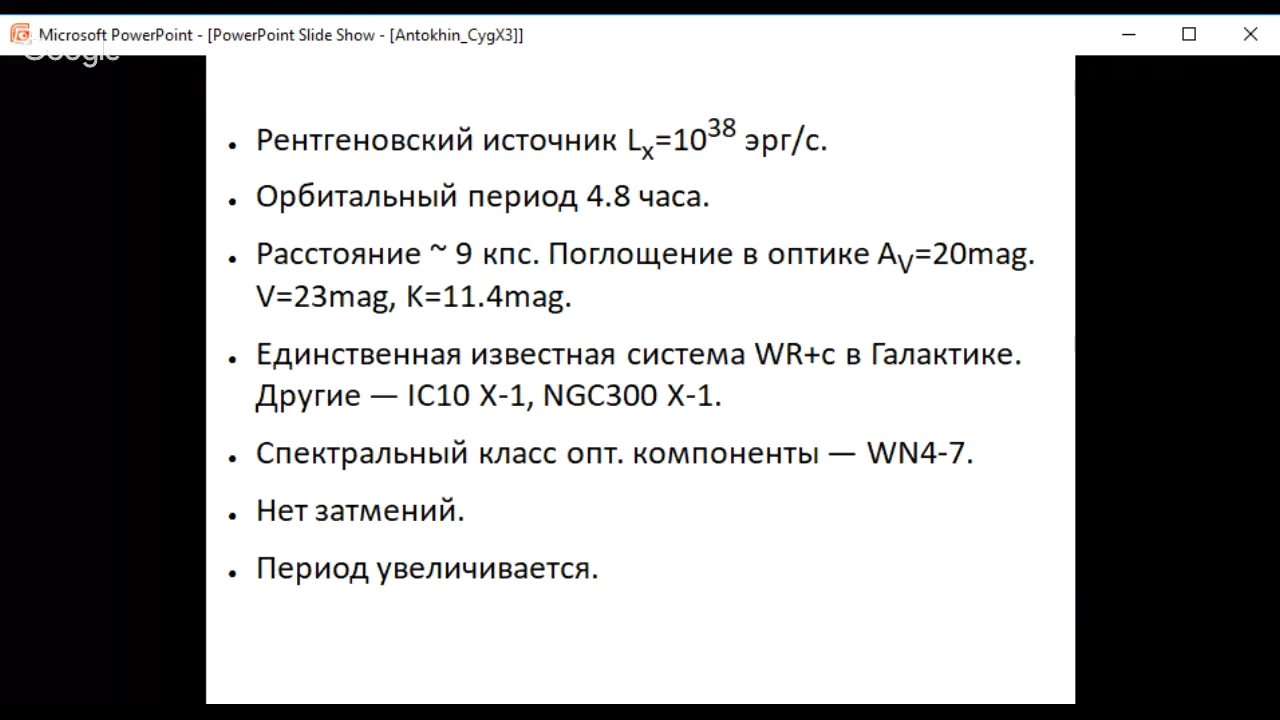 Microsoft PowerPoint - [PowerPoint Slide Show - [Antokhin_CygX3]]
Google
• Рентгеновский источник Lx=10^38 эрг/с.
• Орбитальный период 4.8 часа.
• Расстояние ~ 9 кпс. Поглощение в оптике AV=20mag.
V=23mag, K=11.4mag.
• Единственная известная система WR+c в Галактике.
Другие — IC10 X-1, NGC300 X-1.
• Спектральный класс опт. компоненты — WN4-7.
• Нет затмений.
• Период увеличивается.